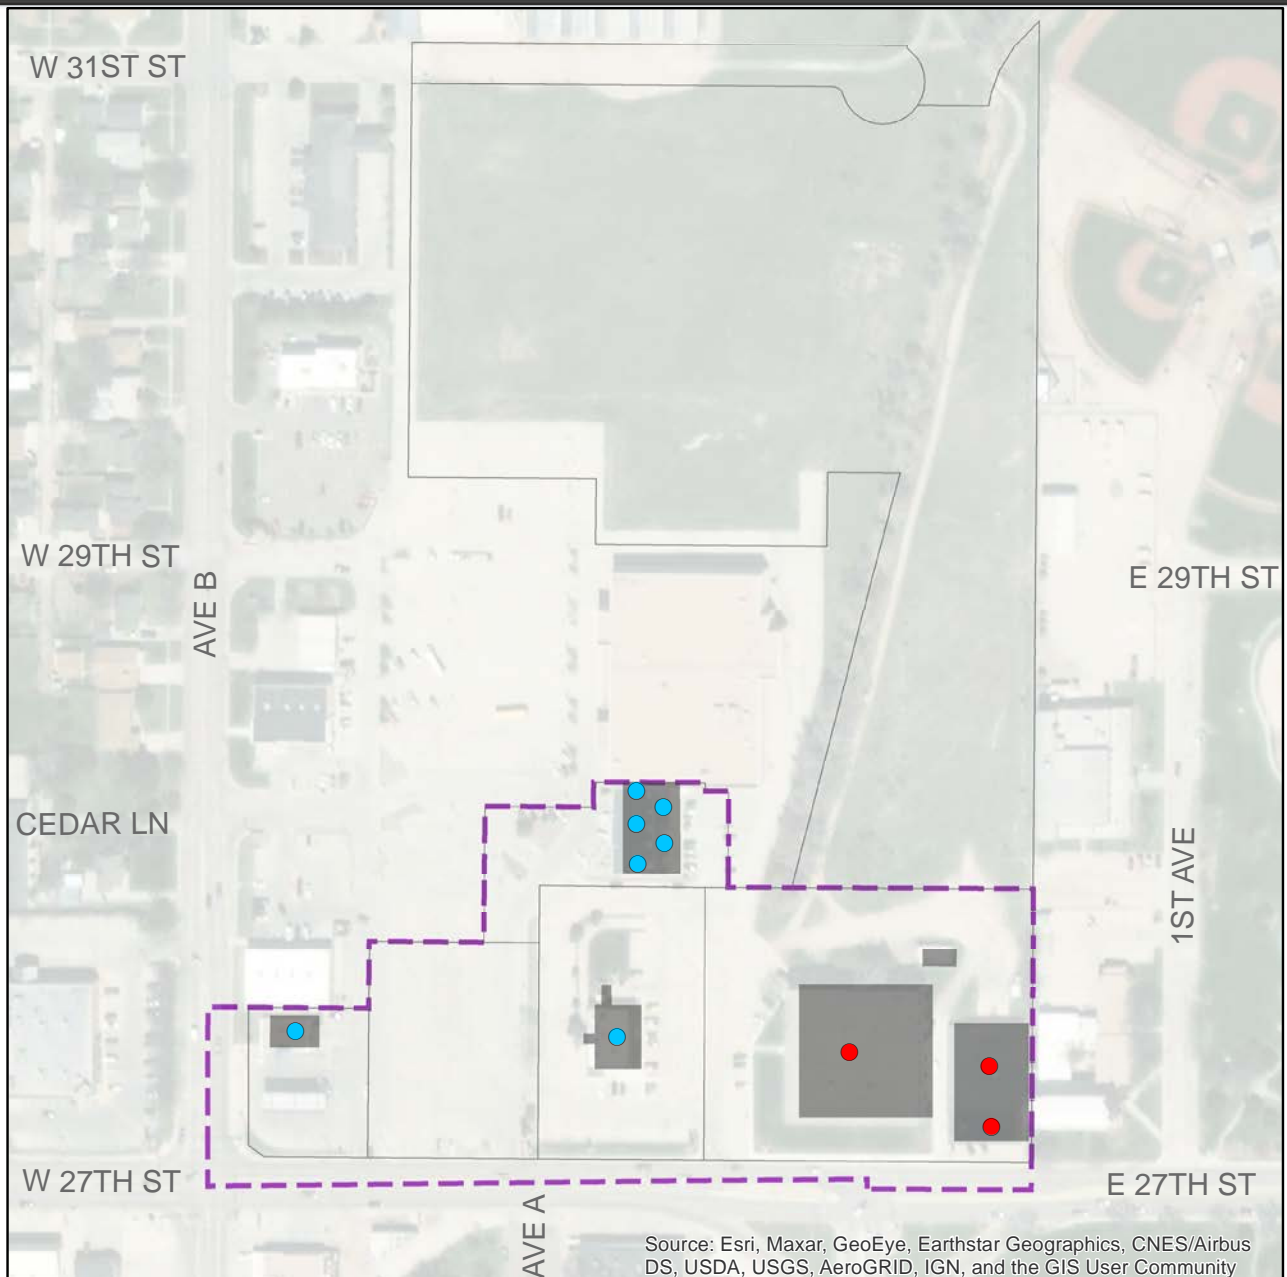 W 31ST ST
W 29TH ST
E 29TH ST
AVE B
CEDAR LN
1ST AVE
W 27TH ST
E 27TH ST
AVE A
Source: Esri, Maxar, GeoEye, Earthstar Geographics, CNES/Airbus
DS, USDA, USGS, AeroGRID, IGN, and the GIS User Community